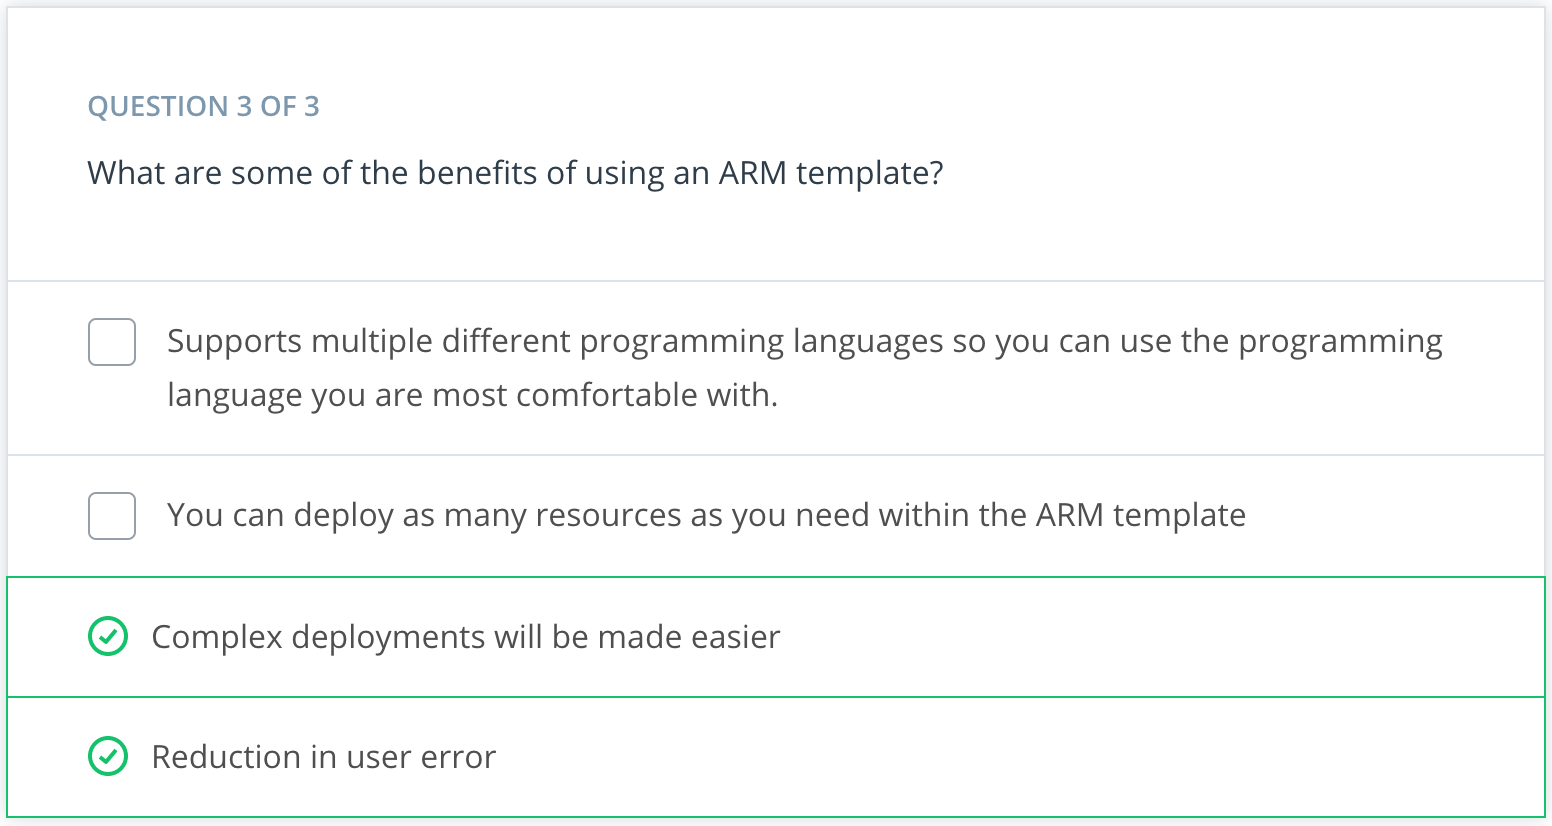 QUESTION 3 OF 3
What are some of the benefits of using an ARM template?
Supports multiple different programming languages so you can use the programming
language you are most comfortable with.
You can deploy as many resources as you need within the ARM template
Complex deployments will be made easier
Reduction in user error